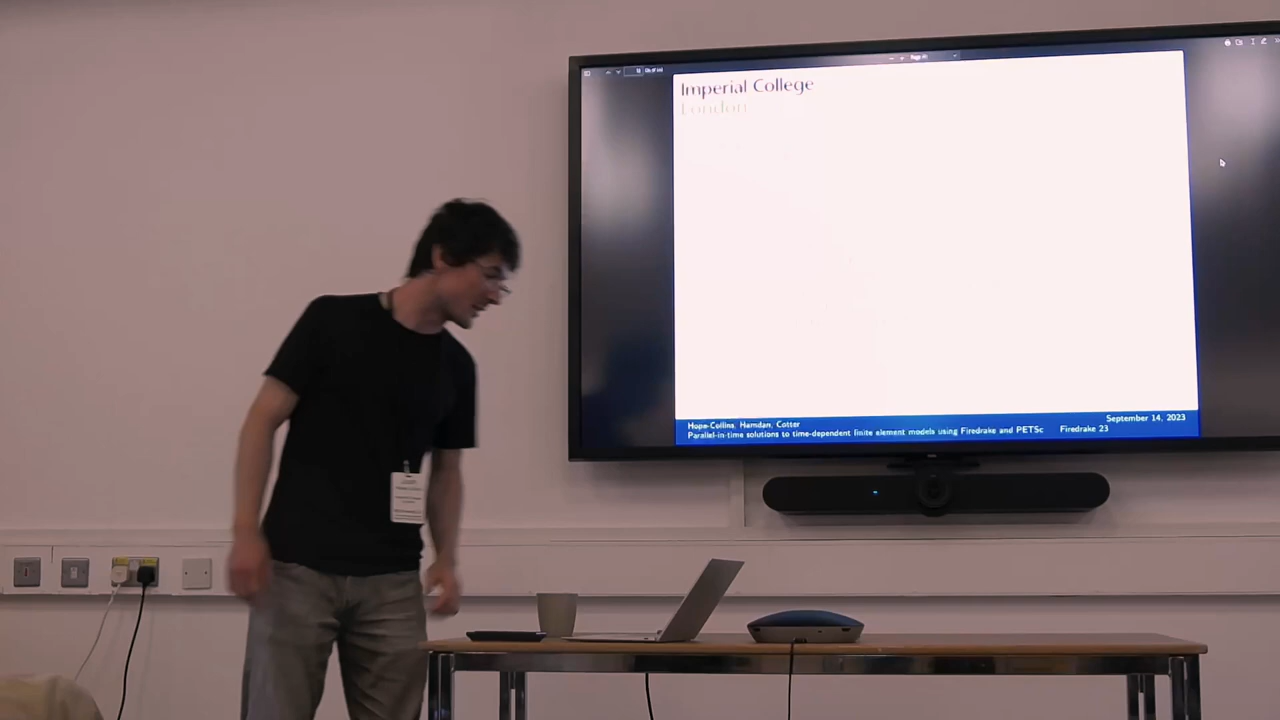 Imperial College
London
Hope-Collins, Hamdan, Cotter
September 14, 2023
Parallel-in-time solutions to time-dependent finite element models using Firedrake and PETSc
Firedrake 23